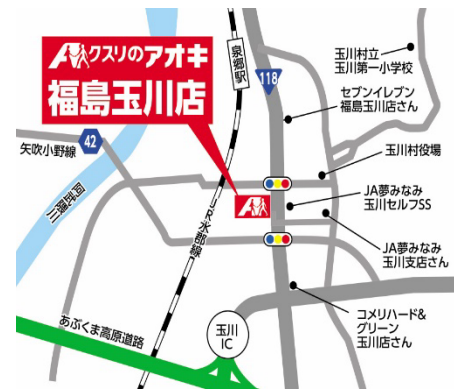 クスリのアオキ
福島玉川店
泉郷駅
118
玉川村立
玉川第一小学校
セブンイレブン
福島玉川店さん
42
矢吹小野線
玉川村役場
阿武隈川
JR水郡線
JA夢みなみ
玉川セルフSS
JA夢みなみ
玉川支店さん
あぶくま高原道路
玉川
IC
コメリハード&
グリーン
玉川店さん